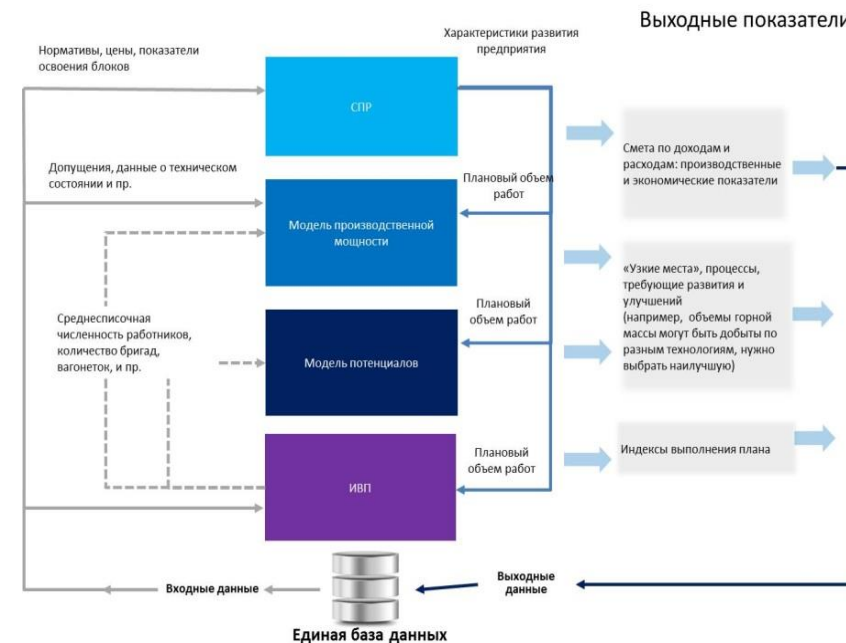 Выходные показатели
Характеристики развития
предприятия
Нормативы, цены, показатели
освоения блоков
СПР
Смета по доходам и
расходам: производственные
и экономические показатели
Допущения, данные о техническом
состоянии и пр.
Плановый объем
работ
Модель производственной
мощности
«Узкие места», процессы,
требующие развития и
улучшений
(например, объемы горной
массы могут быть добыты по
разным технологиям, нужно
выбрать наилучшую)
Среднесписочная
численность работников,
количество бригад,
вагонеток, и пр.
Плановый
объем работ
Модель потенциалов
Плановый
объем работ
Индексы выполнения плана
ИВП
Входные данные
Выходные
данные
Единая база данных